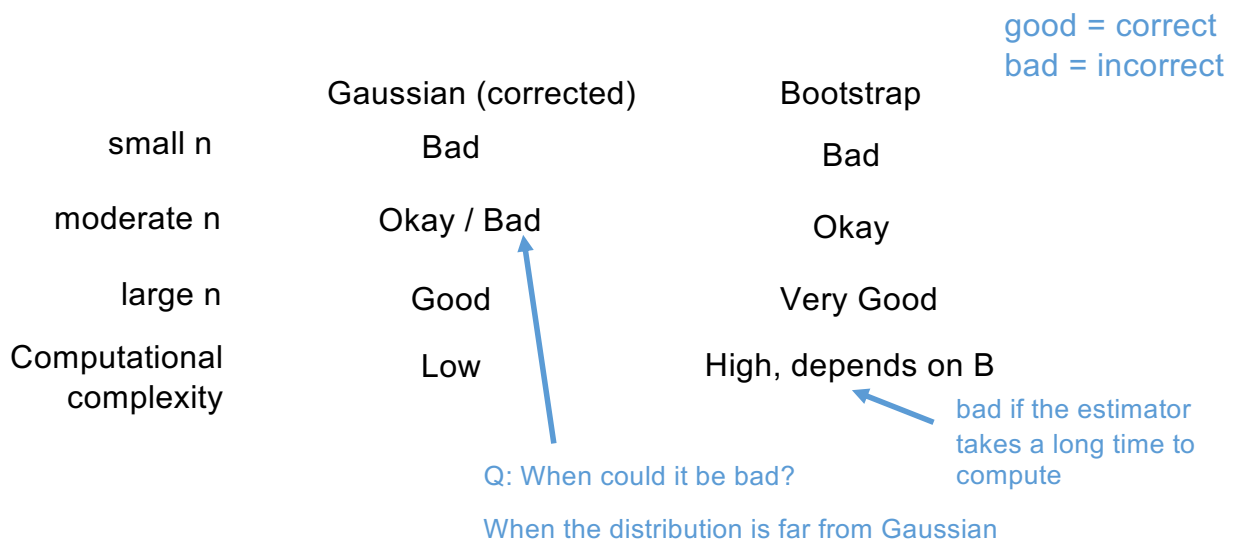 good = correct
bad = incorrect
Gaussian (corrected) Bootstrap
small n Bad Bad
moderate n Okay / Bad Okay
large n Good Very Good
Computational
complexity Low High, depends on B
bad if the estimator
takes a long time to
compute
Q: When could it be bad?
When the distribution is far from Gaussian